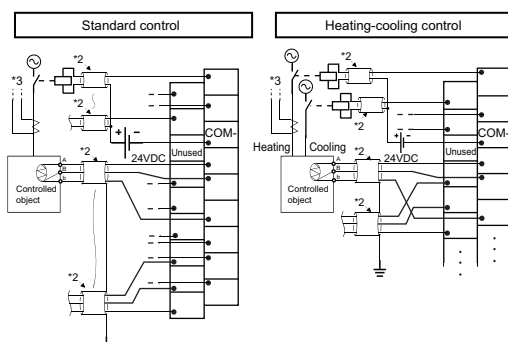 Standard control
Heating-cooling control
*2
*3
*2
+ -
COM-
Unused
24VDC
*2
A
B
b
Controlled
object
*2
*2
*3
*2
+ -
COM-
Heating
Cooling
Unused
*2
24VDC
A
B
b
Controlled
object
*2